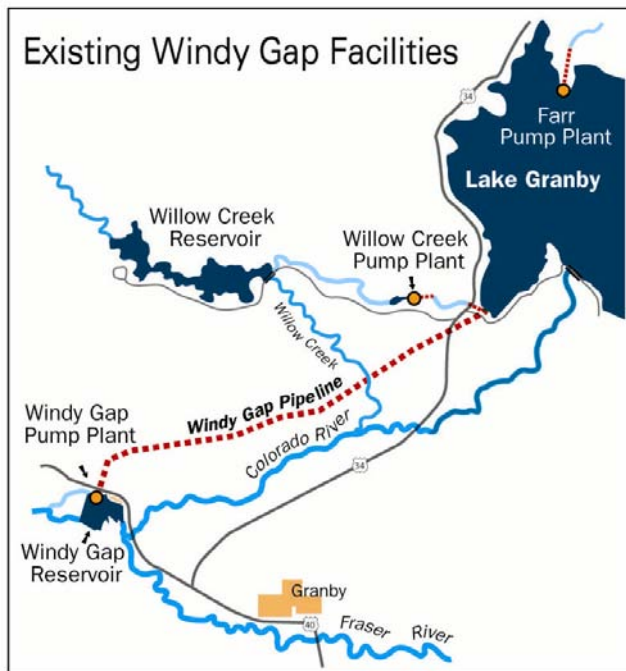 Existing Windy Gap Facilities
34
Farr
Pump Plant
Lake Granby
Willow Creek
Reservoir
Willow Creek
Pump Plant
Willow Creek
Windy Gap Pipeline
Windy Gap
Pump Plant
Colorado River
34
Windy Gap
Reservoir
Granby
40
Fraser River